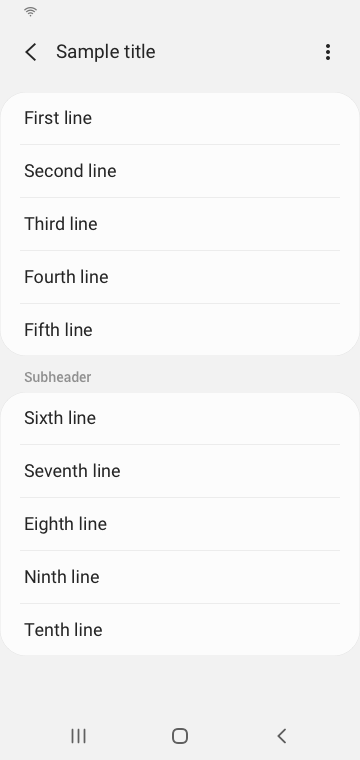 Sample title
First line
Second line
Third line
Fourth line
Fifth line
Subheader
Sixth line
Seventh line
Eighth line
Ninth line
Tenth line